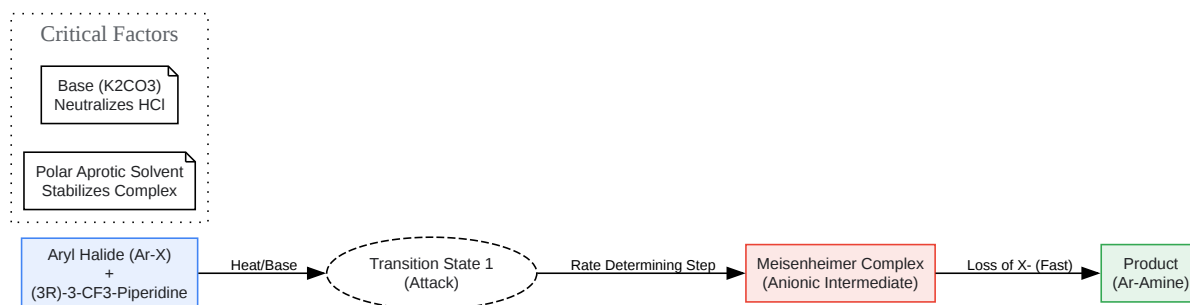 Critical Factors
Base (K2CO3)
Neutralizes HCl
Polar Aprotic Solvent
Stabilizes Complex
Aryl Halide (Ar-X)
+
(3R)-3-CF3-Piperidine
Heat/Base
Transition State 1
(Attack)
Rate Determining Step
Meisenheimer Complex
(Anionic Intermediate)
Loss of X- (Fast)
Product
(Ar-Amine)